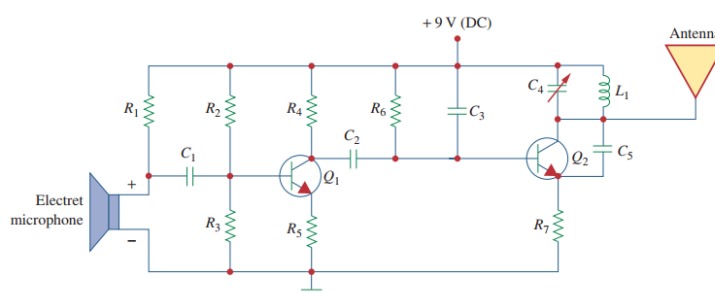 + 9 V (DC)
Antenna
R1
R2
R4
R6
C3
C4
L1
C1
C2
Q1
Q2
C5
Electret
microphone
+
–
R3
R5
R7